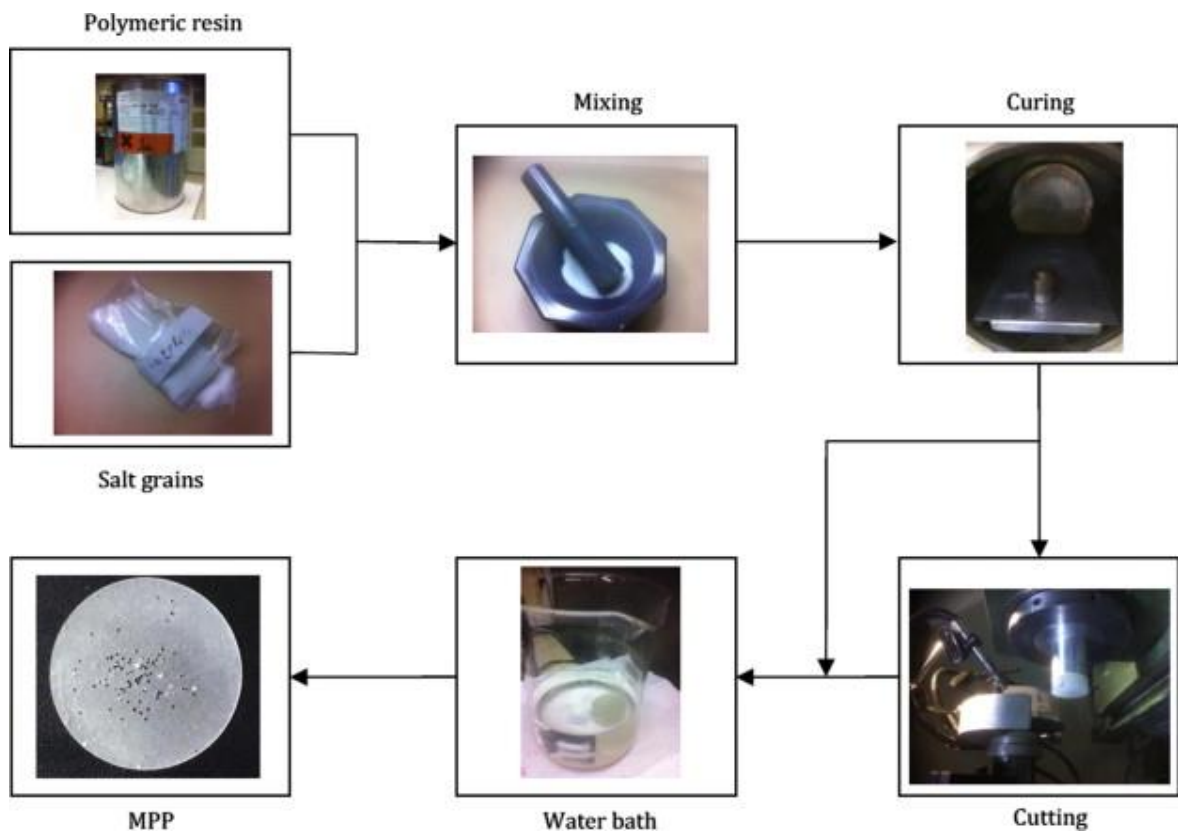 Polymeric resin
Mixing
Curing
Salt grains
MPP
Water bath
Cutting